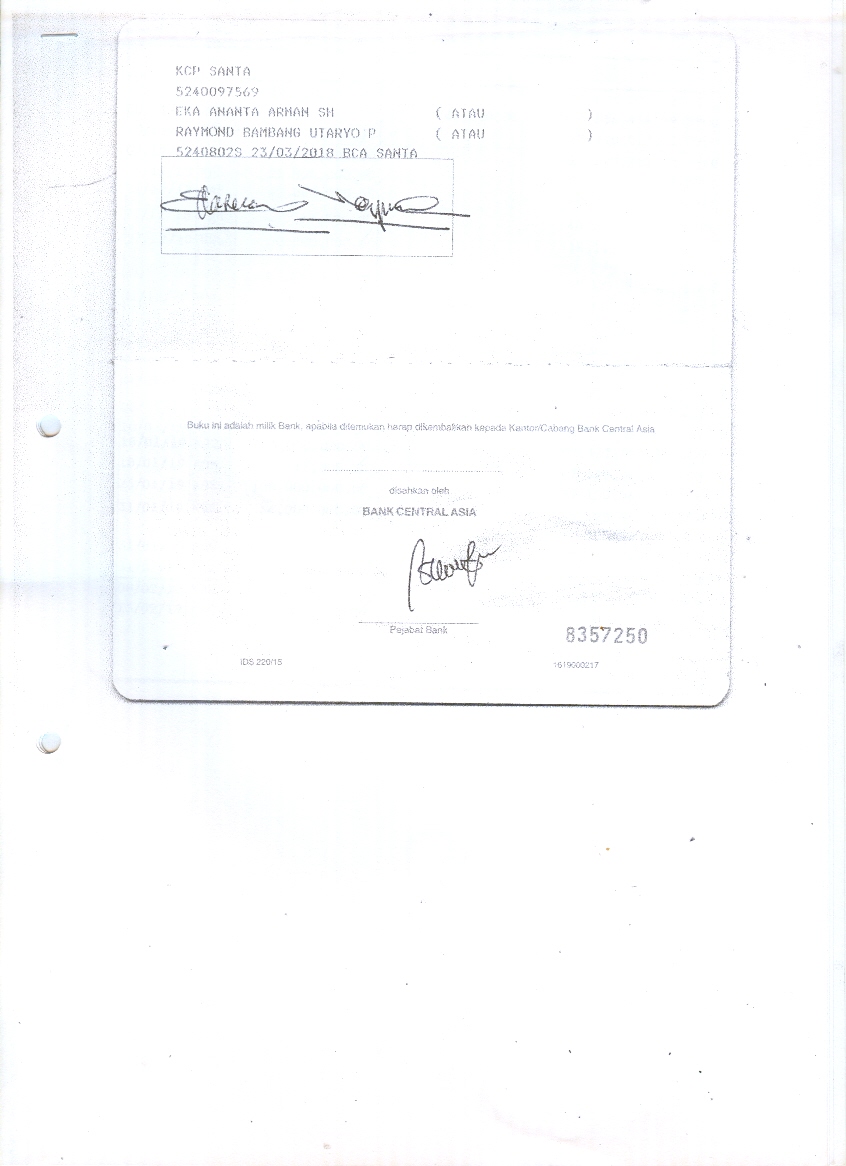 KCP SANTA
5240097569
EKA ANANTA ARMAN SH ( ATAU )
RAYMOND BAMBANG UTARYO P ( ATAU )
5240802S 23/03/2018 BCA SANTA
Buku ini adalah milik Bank, apabila ditemukan harap dikembalikan kepada Kantor/Cabang Bank Central Asia
disahkan oleh
BANK CENTRAL ASIA
Pejabat Bank
8357250
IDS 220/15 1619000217